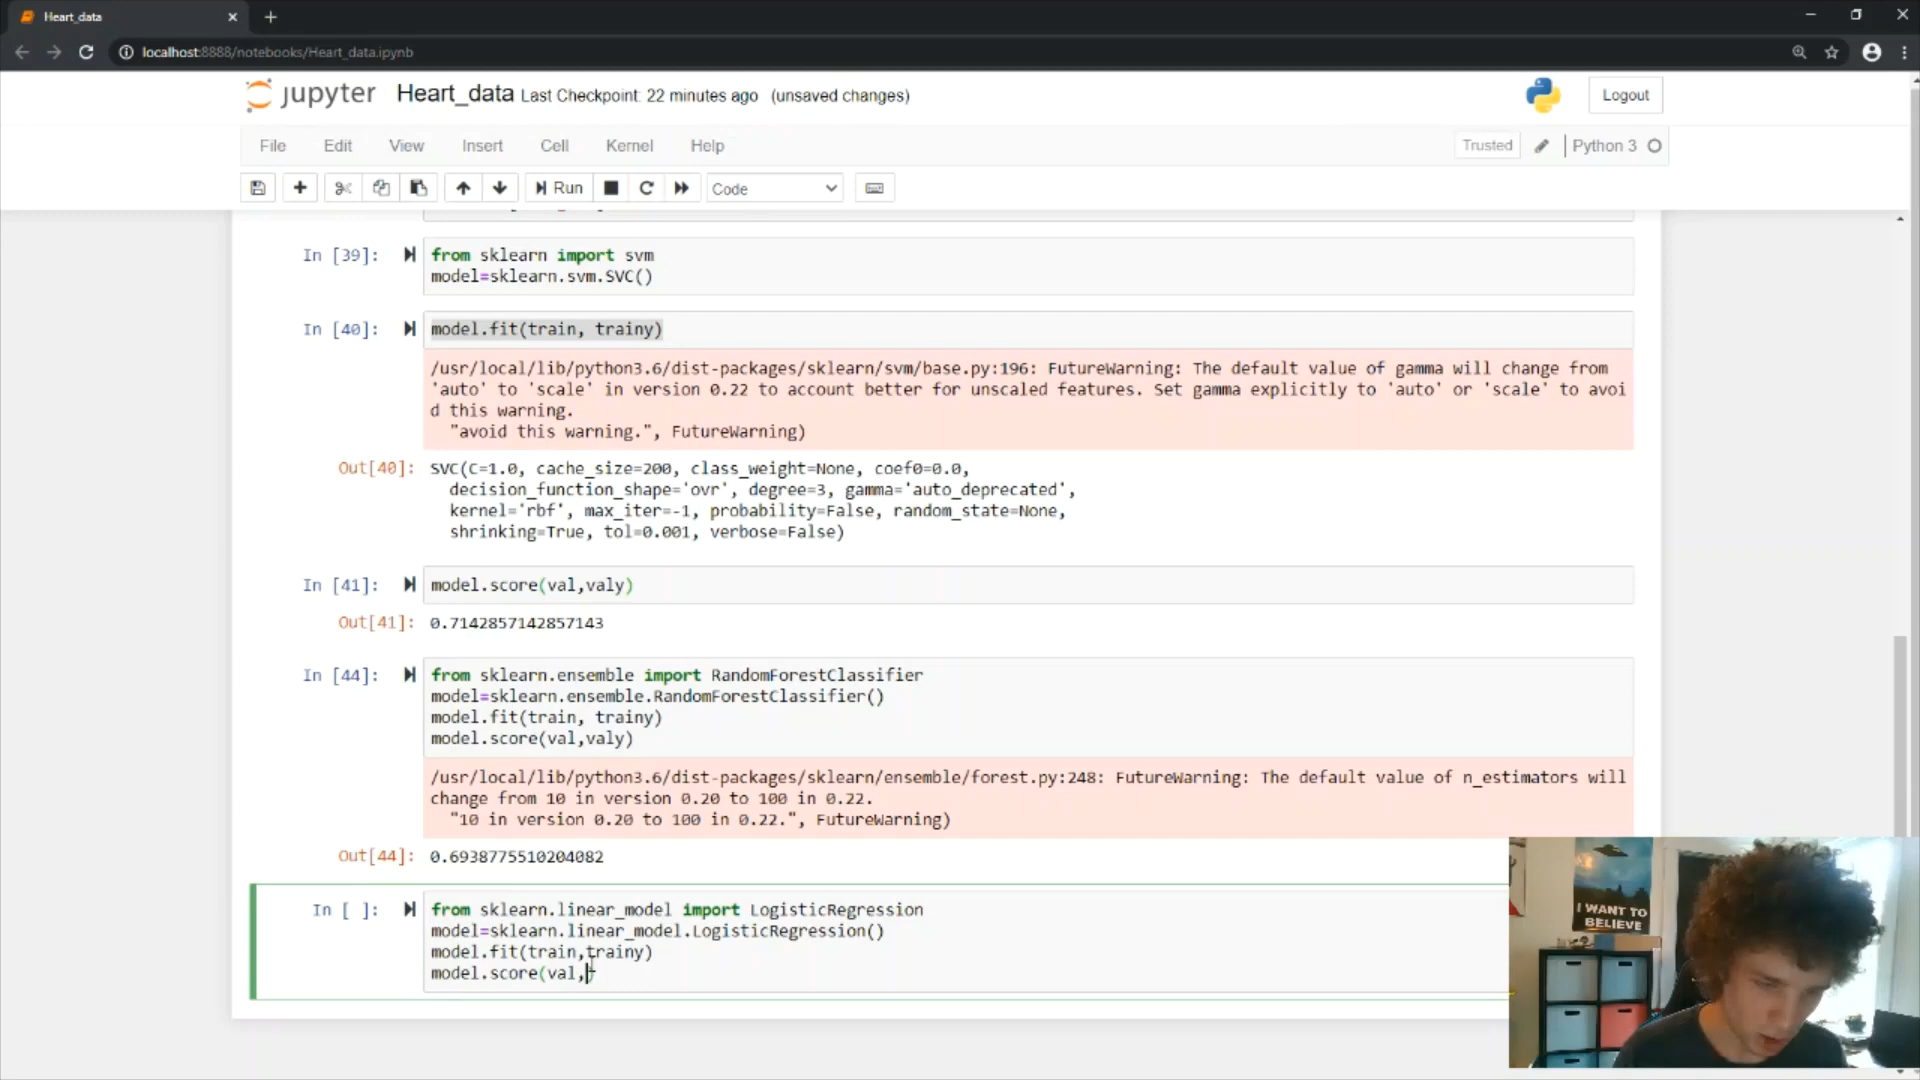 Heart_data
localhost:8888/notebooks/Heart_data.ipynb
jupyter Heart_data Last Checkpoint: 22 minutes ago (unsaved changes)
Logout
File Edit View Insert Cell Kernel Help
Trusted Python 3
Run Code
In [39]: from sklearn import svm
model=sklearn.svm.SVC()
In [40]: model.fit(train, trainy)
/usr/local/lib/python3.6/dist-packages/sklearn/svm/base.py:196: FutureWarning: The default value of gamma will change from
'auto' to 'scale' in version 0.22 to account better for unscaled features. Set gamma explicitly to 'auto' or 'scale' to avoi
d this warning.
"avoid this warning.", FutureWarning)
Out[40]: SVC(C=1.0, cache_size=200, class_weight=None, coef0=0.0,
decision_function_shape='ovr', degree=3, gamma='auto_deprecated',
kernel='rbf', max_iter=-1, probability=False, random_state=None,
shrinking=True, tol=0.001, verbose=False)
In [41]: model.score(val,valy)
Out[41]: 0.7142857142857143
In [44]: from sklearn.ensemble import RandomForestClassifier
model=sklearn.ensemble.RandomForestClassifier()
model.fit(train, trainy)
model.score(val,valy)
/usr/local/lib/python3.6/dist-packages/sklearn/ensemble/forest.py:248: FutureWarning: The default value of n_estimators will
change from 10 in version 0.20 to 100 in 0.22.
"10 in version 0.20 to 100 in 0.22.", FutureWarning)
Out[44]: 0.6938775510204082
In [ ]: from sklearn.linear_model import LogisticRegression
model=sklearn.linear_model.LogisticRegression()
model.fit(train,trainy)
model.score(val,)
I WANT TO
BELIEVE